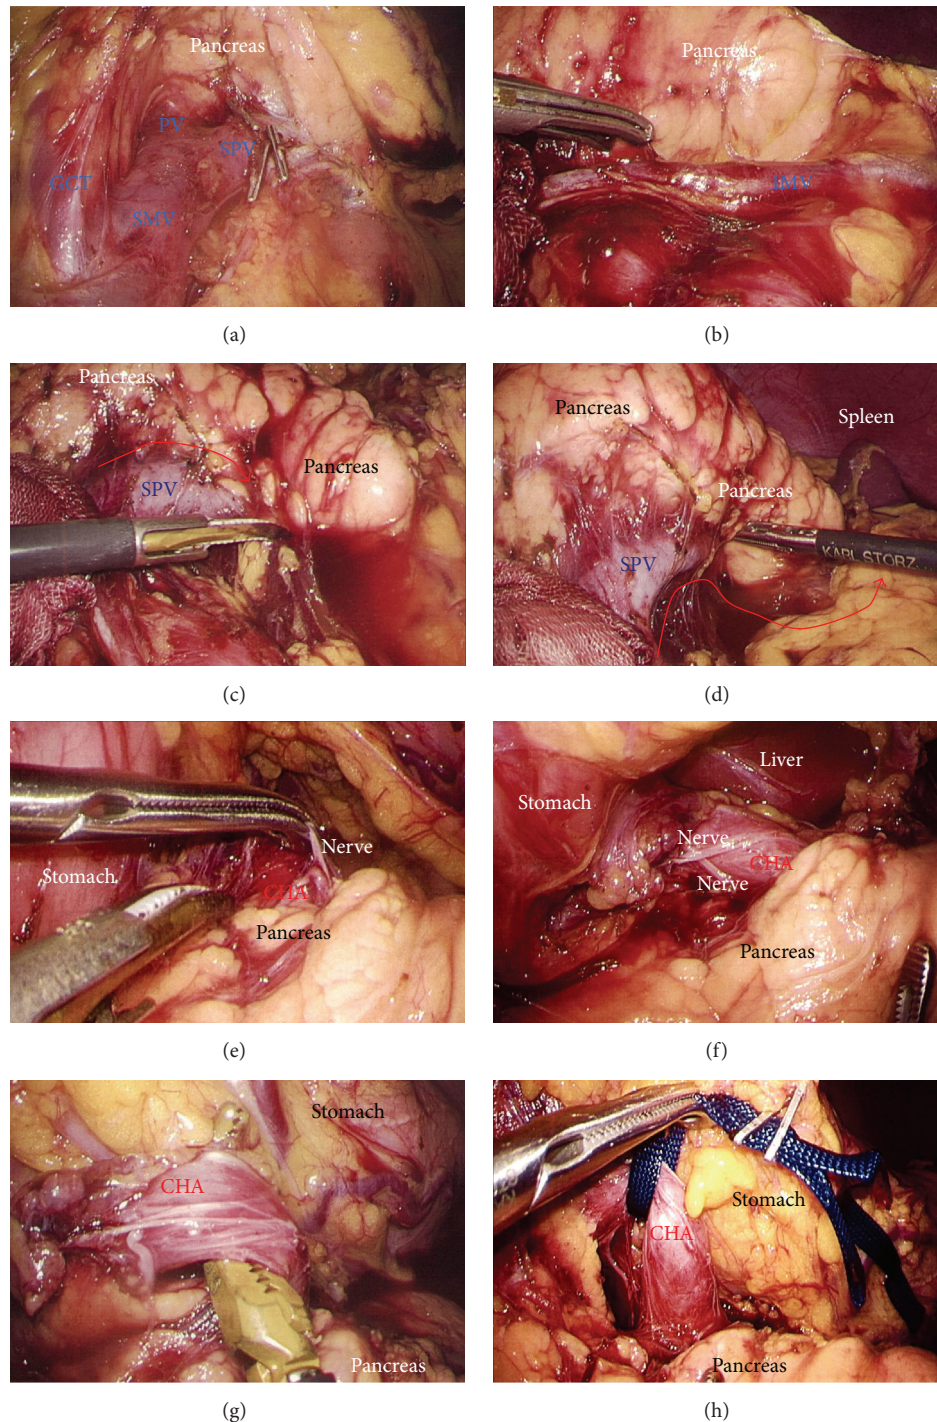 Pancreas
PV
SPV
GCT
SMV
(a)
Pancreas
IMV
(b)
Pancreas
Pancreas
SPV
(c)
Pancreas
Spleen
Pancreas
SPV
KARL STORZ
(d)
Nerve
Stomach
CHA
Pancreas
(e)
Liver
Stomach
Nerve
CHA
Nerve
Pancreas
(f)
Stomach
CHA
Pancreas
(g)
Stomach
CHA
Pancreas
(h)